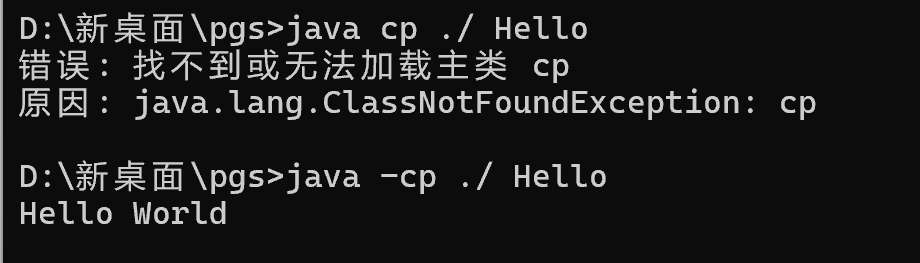 D:\新桌面\pgs>java cp ./ Hello
错误: 找不到或无法加载主类 cp
原因: java.lang.ClassNotFoundException: cp
D:\新桌面\pgs>java -cp ./ Hello
Hello World